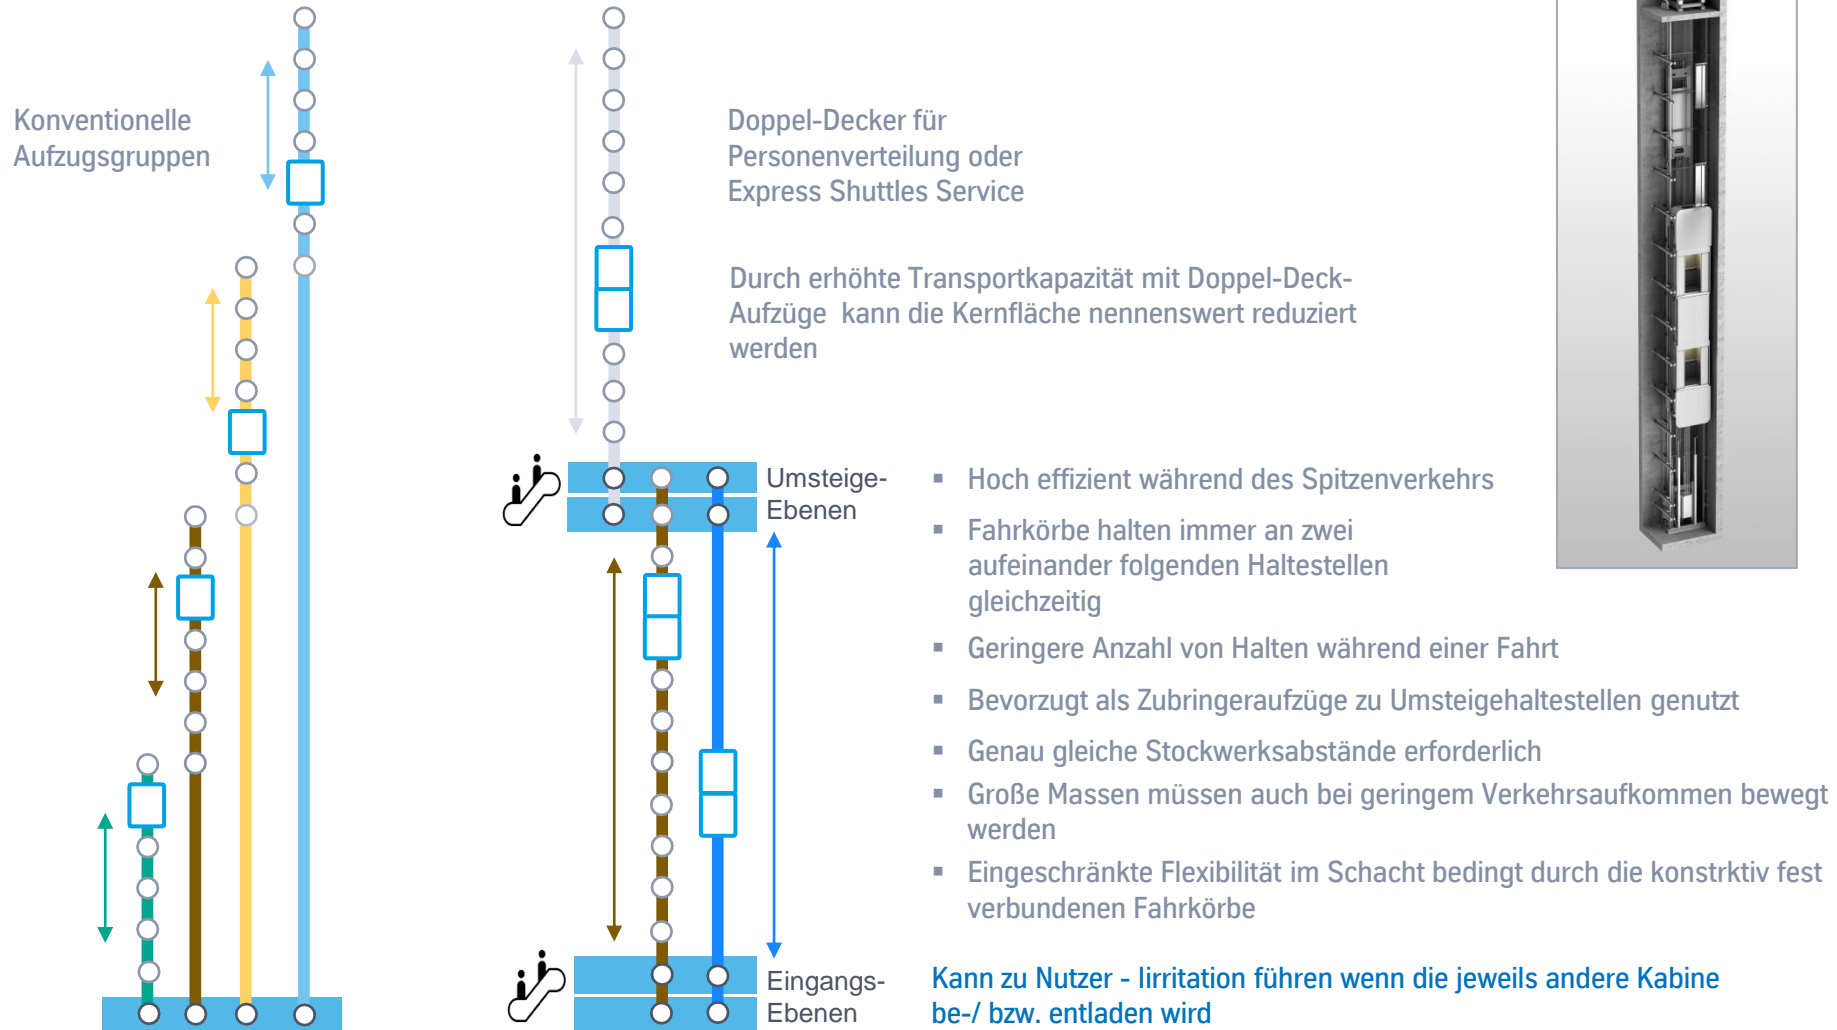 Konventionelle
Aufzugsgruppen
Doppel-Decker für
Personenverteilung oder
Express Shuttles Service
Durch erhöhte Transportkapazität mit Doppel-Deck-
Aufzüge kann die Kernfläche nennenswert reduziert
werden
Umsteige-
Ebenen
▪ Hoch effizient während des Spitzenverkehrs
▪ Fahrkörbe halten immer an zwei
aufeinander folgenden Haltestellen
gleichzeitig
▪ Geringere Anzahl von Halten während einer Fahrt
▪ Bevorzugt als Zubringeraufzüge zu Umsteigehaltestellen genutzt
▪ Genau gleiche Stockwerksabstände erforderlich
▪ Große Massen müssen auch bei geringem Verkehrsaufkommen bewegt
werden
▪ Eingeschränkte Flexibilität im Schacht bedingt durch die konstrktiv fest
verbundenen Fahrkörbe
Eingangs-
Ebenen
Kann zu Nutzer - Iirritation führen wenn die jeweils andere Kabine
be-/ bzw. entladen wird